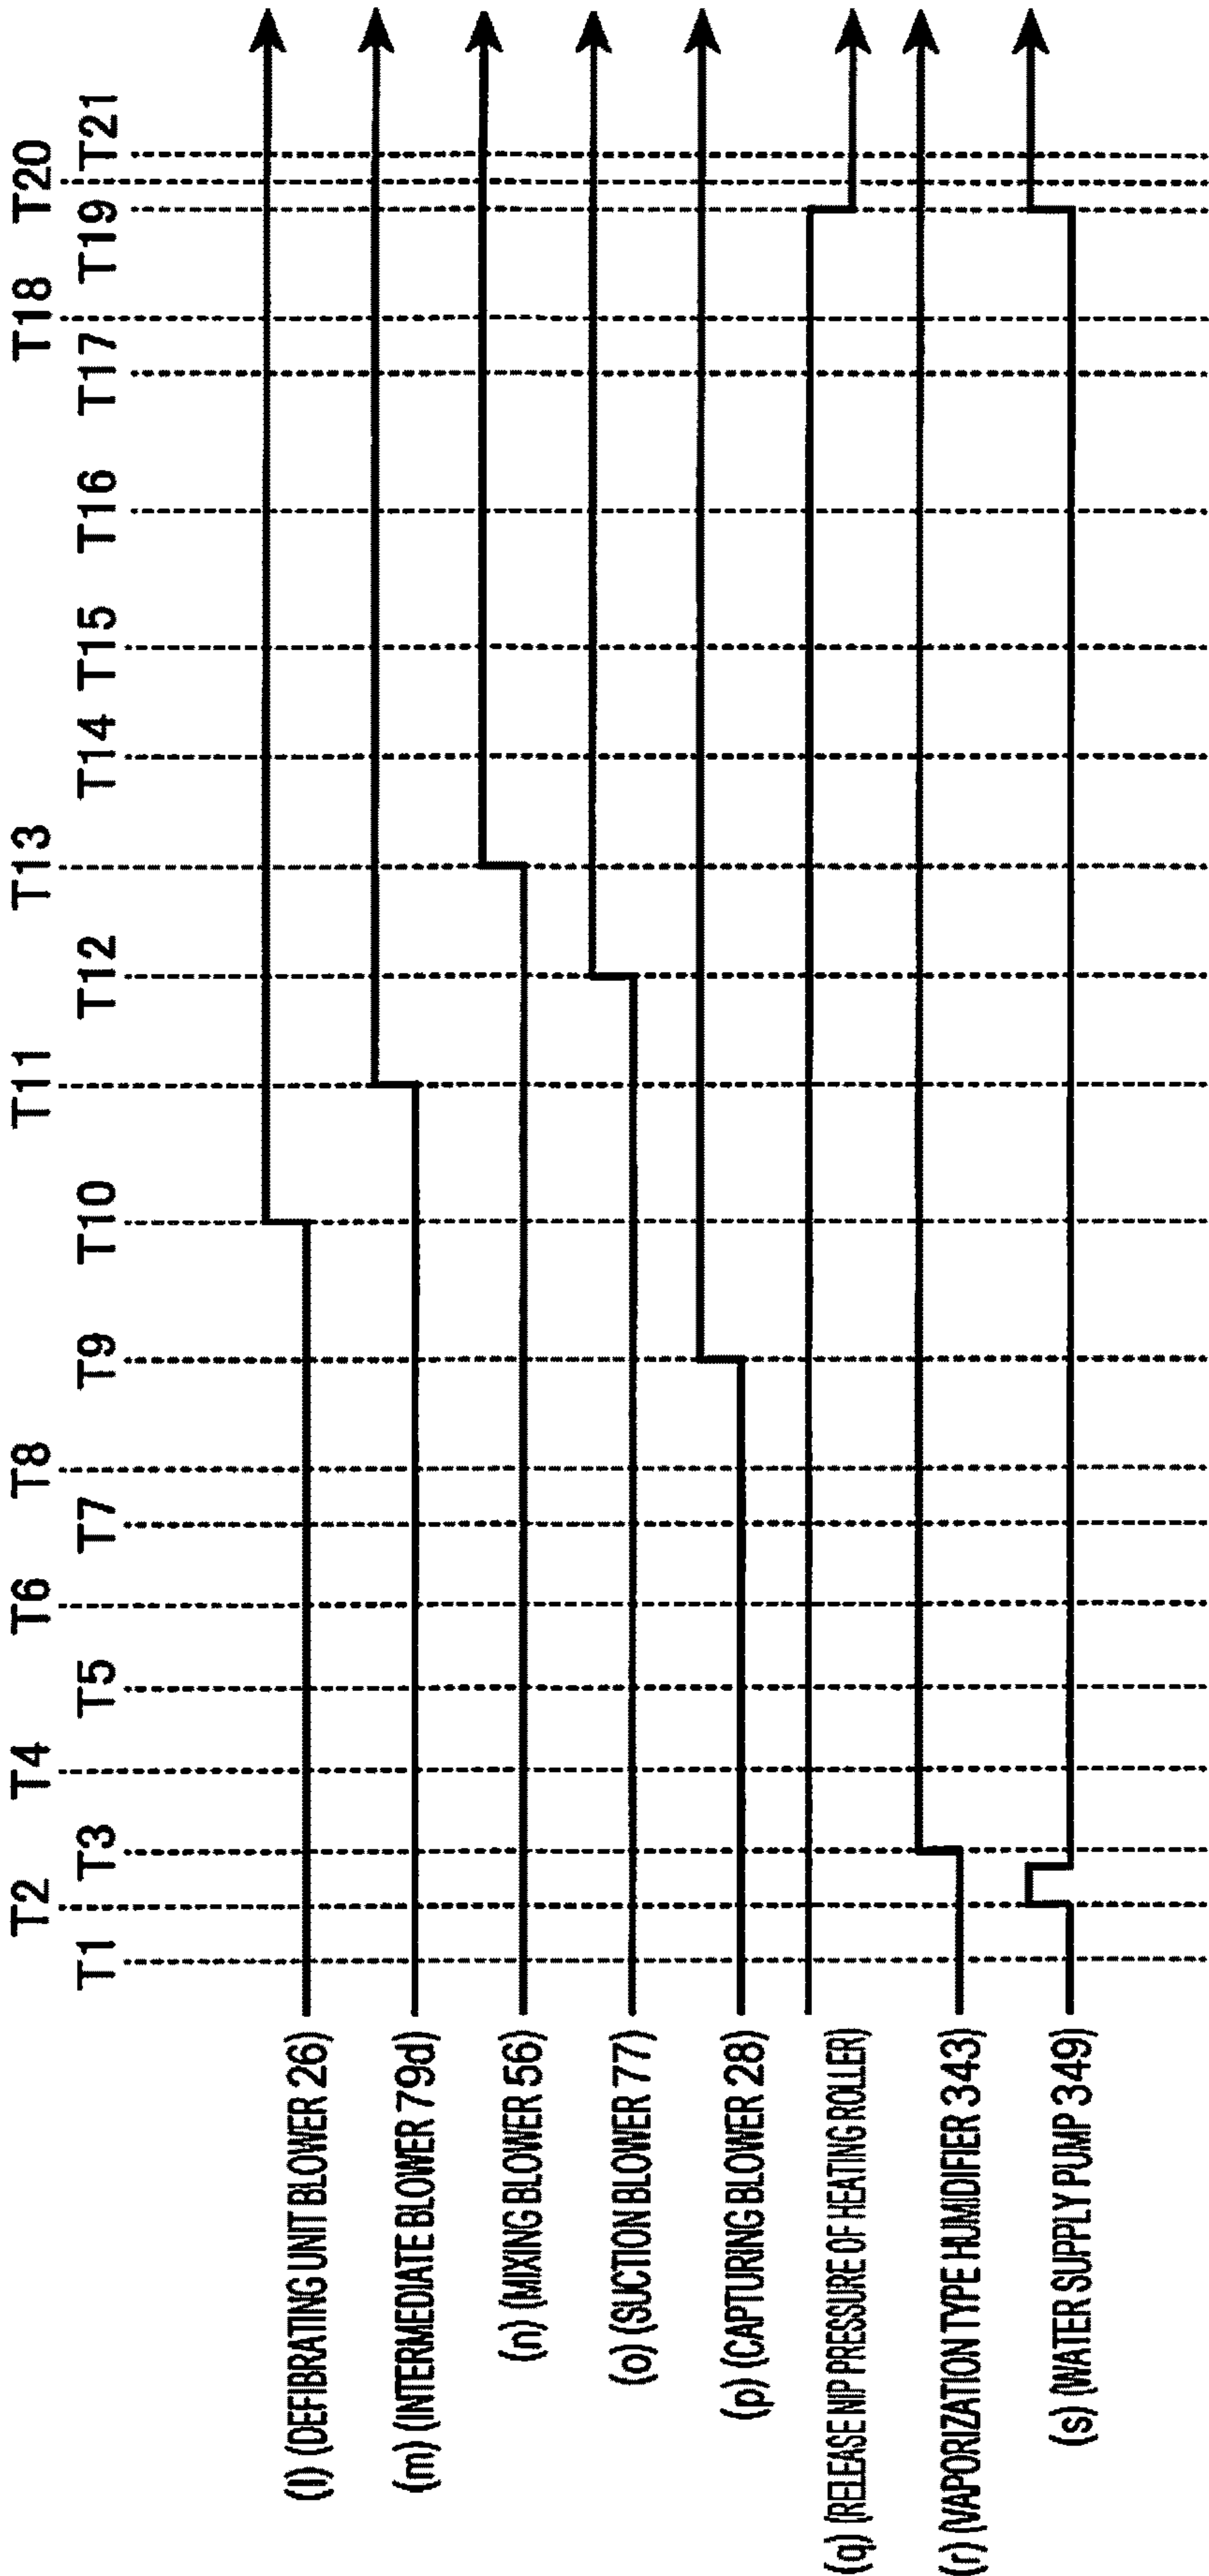 T2 T4 T6 T8 T11 T13 T18 T20
T1 T3 T5 T7 T9 T10 T12 T14 T15 T16 T17 T19 T21
(l) (DEFIBRATING UNIT BLOWER 26)
(m) (INTERMEDIATE BLOWER 79d)
(n) (MIXING BLOWER 56)
(o) (SUCTION BLOWER 77)
(p) (CAPTURING BLOWER 28)
(q) (RELEASE NIP PRESSURE OF HEATING ROLLER)
(r) (VAPORIZATION TYPE HUMIDIFIER 343)
(s) (WATER SUPPLY PUMP 349)